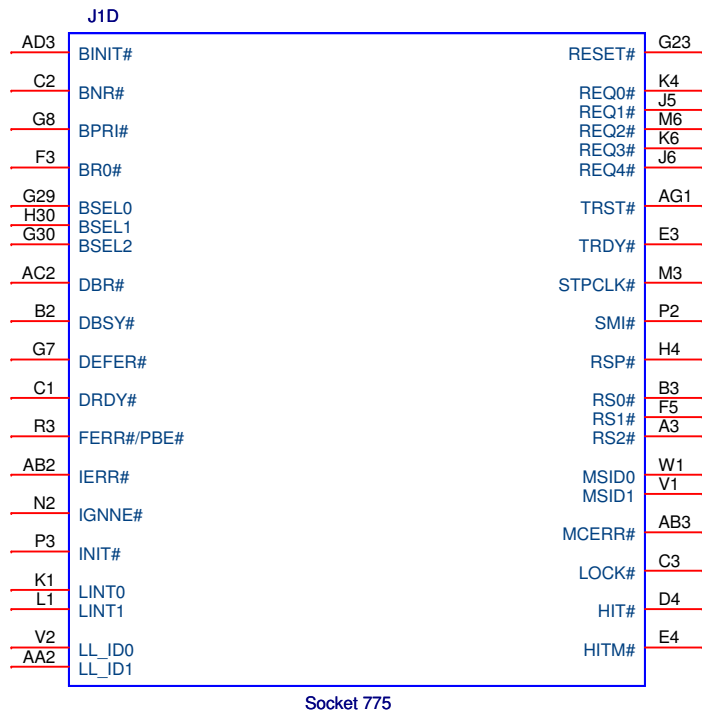 J1D
AD3 BINIT# RESET# G23
C2 BNR# REQ0# K4
REQ1# J5
G8 BPRI# REQ2# M6
REQ3# K6
F3 BR0# REQ4# J6
G29 BSEL0 TRST# AG1
H30 BSEL1
G30 BSEL2 TRDY# E3
AC2 DBR# STPCLK# M3
B2 DBSY# SMI# P2
G7 DEFER# RSP# H4
C1 DRDY# RS0# B3
RS1# F5
R3 FERR#/PBE# RS2# A3
AB2 IERR# MSID0 W1
MSID1 V1
N2 IGNNE#
MCERR# AB3
P3 INIT#
LOCK# C3
K1 LINT0
L1 LINT1 HIT# D4
V2 LL_ID0 HITM# E4
AA2 LL_ID1
Socket 775